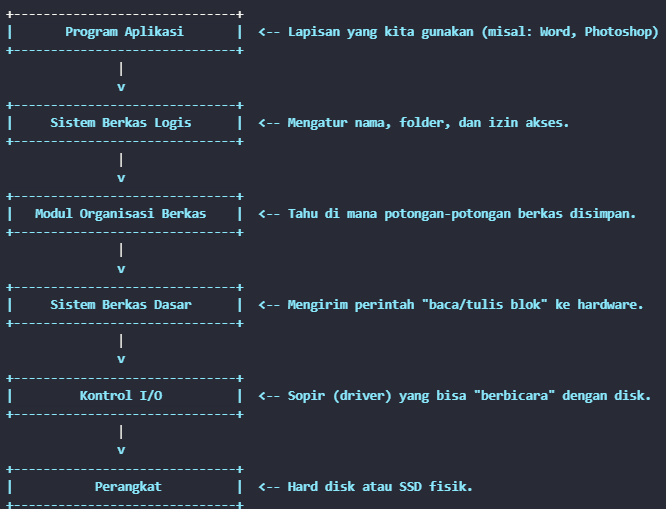 +------------------------------+
|       Program Aplikasi       |  <-- Lapisan yang kita gunakan (misal: Word, Photoshop)
+------------------------------+
               |
               v
+------------------------------+
|     Sistem Berkas Logis      |  <-- Mengatur nama, folder, dan izin akses.
+------------------------------+
               |
               v
+------------------------------+
|   Modul Organisasi Berkas    |  <-- Tahu di mana potongan-potongan berkas disimpan.
+------------------------------+
               |
               v
+------------------------------+
|     Sistem Berkas Dasar      |  <-- Mengirim perintah "baca/tulis blok" ke hardware.
+------------------------------+
               |
               v
+------------------------------+
|         Kontrol I/O          |  <-- Sopir (driver) yang bisa "berbicara" dengan disk.
+------------------------------+
               |
               v
+------------------------------+
|           Perangkat          |  <-- Hard disk atau SSD fisik.
+------------------------------+